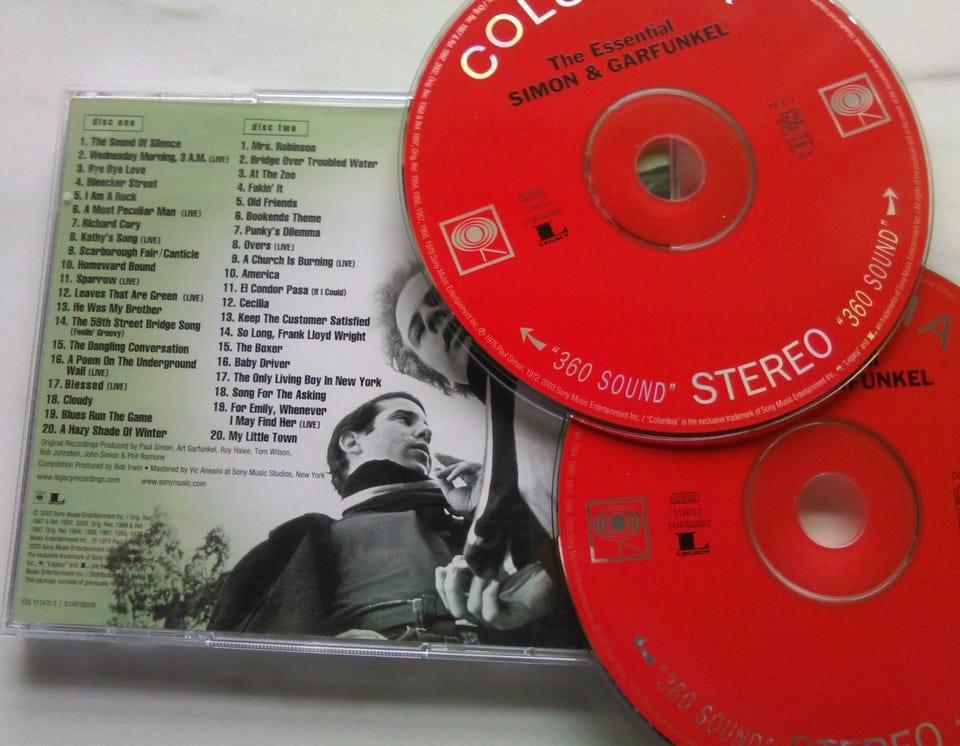 disc one
1. The Sound Of Silence
2. Wednesday Morning, 3 A.M. (LIVE)
3. Bye Bye Love
4. Bleecker Street
5. I Am A Rock
6. A Most Peculiar Man (LIVE)
7. Richard Cory
8. Kathy's Song (LIVE)
9. Scarborough Fair/Canticle
10. Homeward Bound
11. Sparrow (LIVE)
12. Leaves That Are Green (LIVE)
13. He Was My Brother
14. The 59th Street Bridge Song
(Feelin' Groovy)
15. The Dangling Conversation
16. A Poem On The Underground
Wall (LIVE)
17. Blessed (LIVE)
18. Cloudy
19. Blues Run The Game
20. A Hazy Shade Of Winter
disc two
1. Mrs. Robinson
2. Bridge Over Troubled Water
3. At The Zoo
4. Fakin' It
5. Old Friends
6. Bookends Theme
7. Punky's Dilemma
8. Overs (LIVE)
9. A Church Is Burning (LIVE)
10. America
11. El Condor Pasa (If I Could)
12. Cecilia
13. Keep The Customer Satisfied
14. So Long, Frank Lloyd Wright
15. The Boxer
16. Baby Driver
17. The Only Living Boy In New York
18. Song For The Asking
19. For Emily, Whenever
I May Find Her (LIVE)
20. My Little Town
Original Recordings Produced by Paul Simon, Art Garfunkel, Roy Halee, Tom Wilson,
Bob Johnston, John Simon & Phil Ramone
Compilation Produced by Bob Irwin • Mastered by Vic Anesini at Sony Music Studios, New York
www.legacyrecordings.com www.sonymusic.com
COL 513470 2 / 5134702000
The Essential
SIMON & GARFUNKEL
LEGACY
"360 SOUND" STEREO "360 SOUND"
FUNKEL
513470 2
5134702000/2
LEGACY
"360 SOUND" STEREO